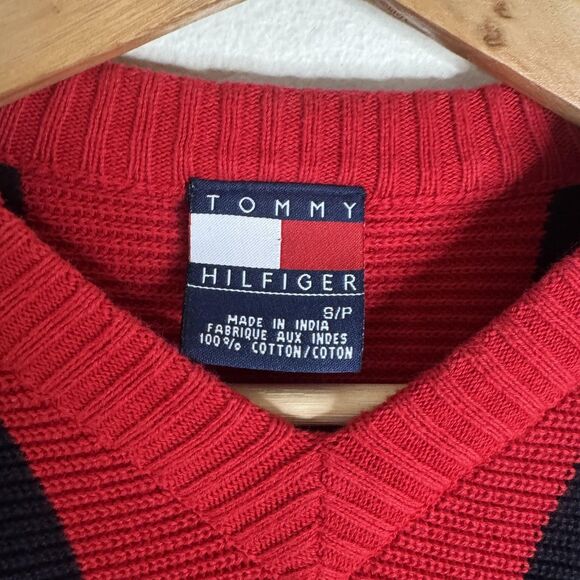 TOMMY
HILFIGER
S/P
MADE IN INDIA
FABRIQUE AUX INDES
100% COTTON/COTON